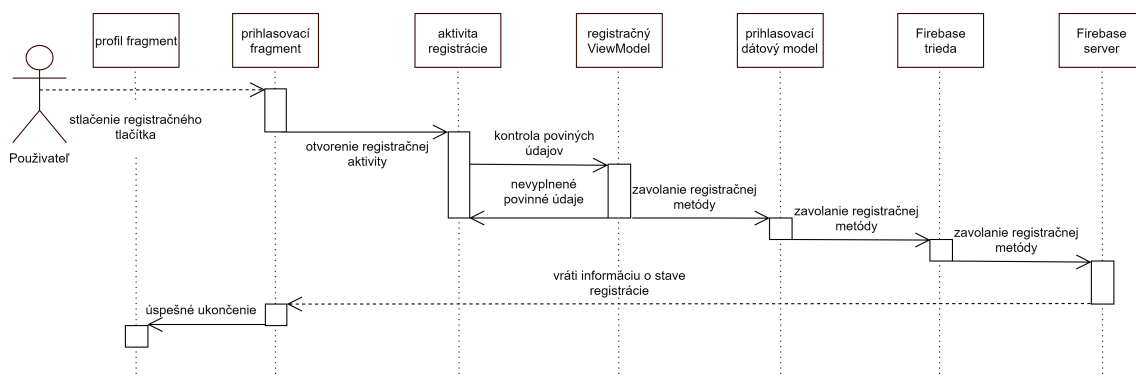 profil fragment
prihlasovací
fragment
aktivita
registrácie
registračný
ViewModel
prihlasovací
dátový model
Firebase
trieda
Firebase
server
stlačenie registračného
tlačítka
Používateľ
otvorenie registračnej
aktivity
kontrola poviných
údajov
nevyplnené
povinné údaje
zavolanie registračnej
metódy
zavolanie registračnej
metódy
zavolanie registračnej
metódy
vráti informáciu o stave
registrácie
úspešné ukončenie